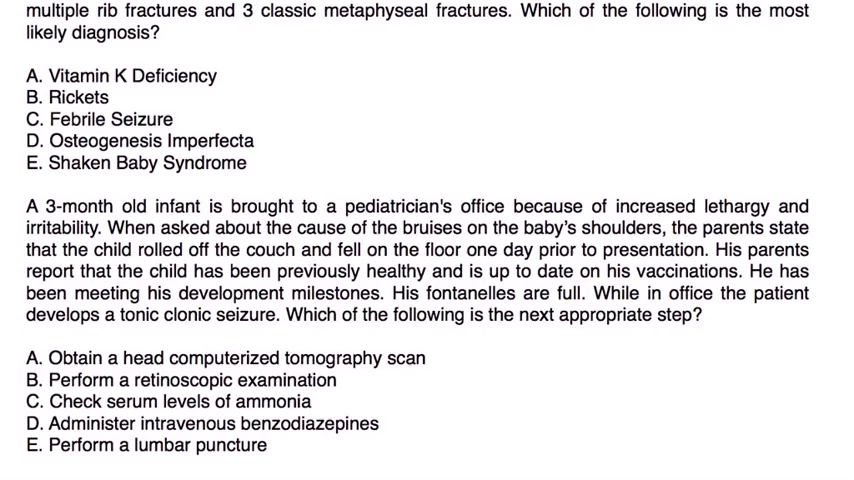 multiple rib fractures and 3 classic metaphyseal fractures. Which of the following is the most
likely diagnosis?
A. Vitamin K Deficiency
B. Rickets
C. Febrile Seizure
D. Osteogenesis Imperfecta
E. Shaken Baby Syndrome
A 3-month old infant is brought to a pediatrician's office because of increased lethargy and
irritability. When asked about the cause of the bruises on the baby’s shoulders, the parents state
that the child rolled off the couch and fell on the floor one day prior to presentation. His parents
report that the child has been previously healthy and is up to date on his vaccinations. He has
been meeting his development milestones. His fontanelles are full. While in office the patient
develops a tonic clonic seizure. Which of the following is the next appropriate step?
A. Obtain a head computerized tomography scan
B. Perform a retinoscopic examination
C. Check serum levels of ammonia
D. Administer intravenous benzodiazepines
E. Perform a lumbar puncture